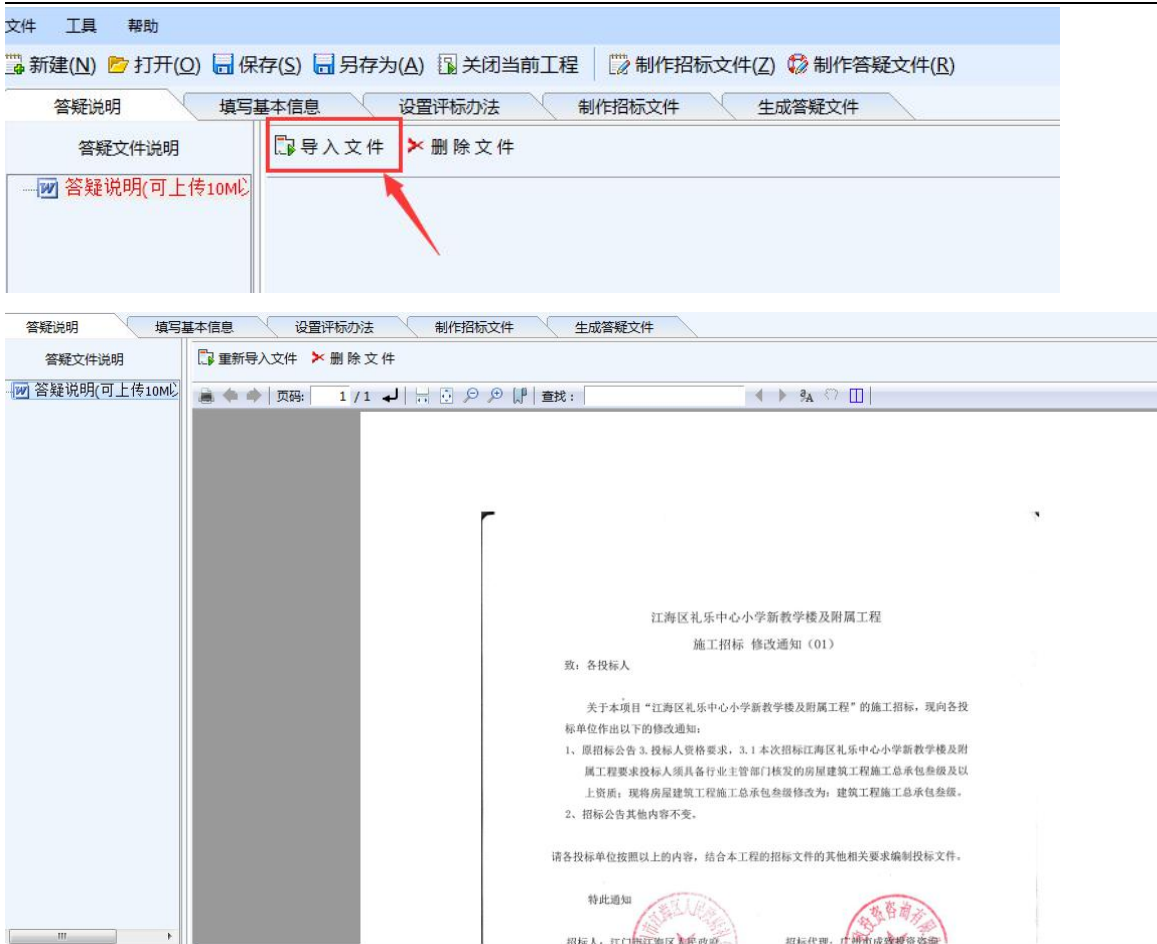 文件 工具 帮助
新建(N) 打开(O) 保存(S) 另存为(A) 关闭当前工程 制作招标文件(Z) 制作答疑文件(R)
答疑说明 填写基本信息 设置评标办法 制作招标文件 生成答疑文件
答疑文件说明 导入文件 删除文件
答疑说明(可上传10M以
答疑说明 填写基本信息 设置评标办法 制作招标文件 生成答疑文件
答疑文件说明 重新导入文件 删除文件
答疑说明(可上传10M以 页码: 1 / 1 查找:
江海区礼乐中心小学新教学楼及附属工程
施工招标 修改通知（01）
致：各投标人
关于本项目“江海区礼乐中心小学新教学楼及附属工程”的施工招标，现向各投
标单位作出以下的修改通知：
1、原招标公告3.投标人资格要求，3.1本次招标江海区礼乐中心小学新教学楼及附
属工程要求投标人须具备行业主管部门核发的房屋建筑工程施工总承包叁级及以
上资质；现将房屋建筑工程施工总承包叁级修改为：建筑工程施工总承包叁级。
2、招标公告其他内容不变。
请各投标单位按照以上的内容，结合本工程的招标文件的其他相关要求编制投标文件。
特此通知
招标人：江门市江海区人民政府 招标代理：广州市成致投资咨询